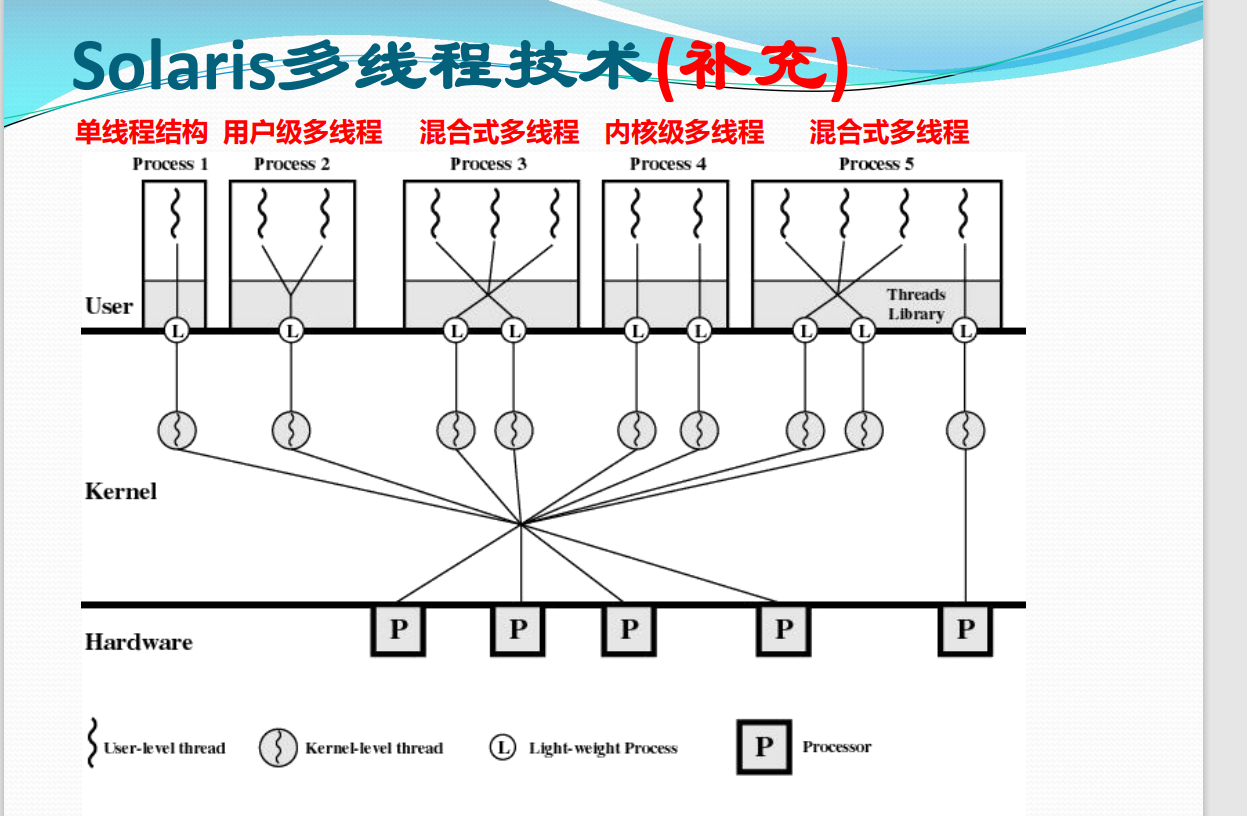 Solaris多线程技术(补充)
单线程结构 用户级多线程 混合式多线程 内核级多线程 混合式多线程
Process 1 Process 2 Process 3 Process 4 Process 5
Threads
Library
User
L L L L L L L L L
Kernel
P P P P P
Hardware
User-level thread Kernel-level thread L Light-weight Process P Processor